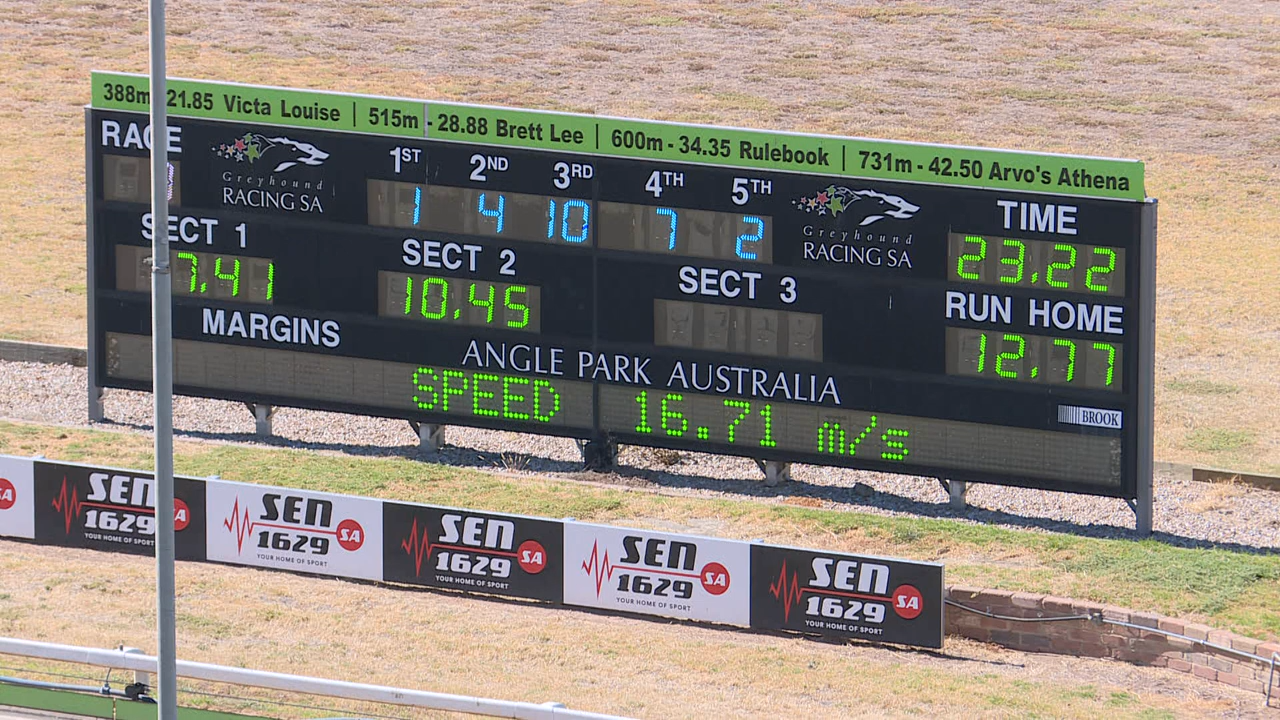 388m 21.85 Victa Louise | 515m - 28.88 Brett Lee | 600m - 34.35 Rulebook | 731m - 42.50 Arvo's Athena
RACE
Greyhound
RACING SA
1ST 2ND 3RD 4TH 5TH
1 4 10 7 2
Greyhound
RACING SA
TIME
23.22
SECT 1
7.41
SECT 2
10.45
SECT 3
RUN HOME
12.77
MARGINS
ANGLE PARK AUSTRALIA
SPEED 16.71 m/s
BROOK
SA
SEN
1629
SA
SEN
1629
SA
YOUR HOME OF SPORT
SEN
1629
SA
YOUR HOME OF SPORT
SEN
1629
SA
YOUR HOME OF SPORT
SEN
1629
SA
YOUR HOME OF SPORT